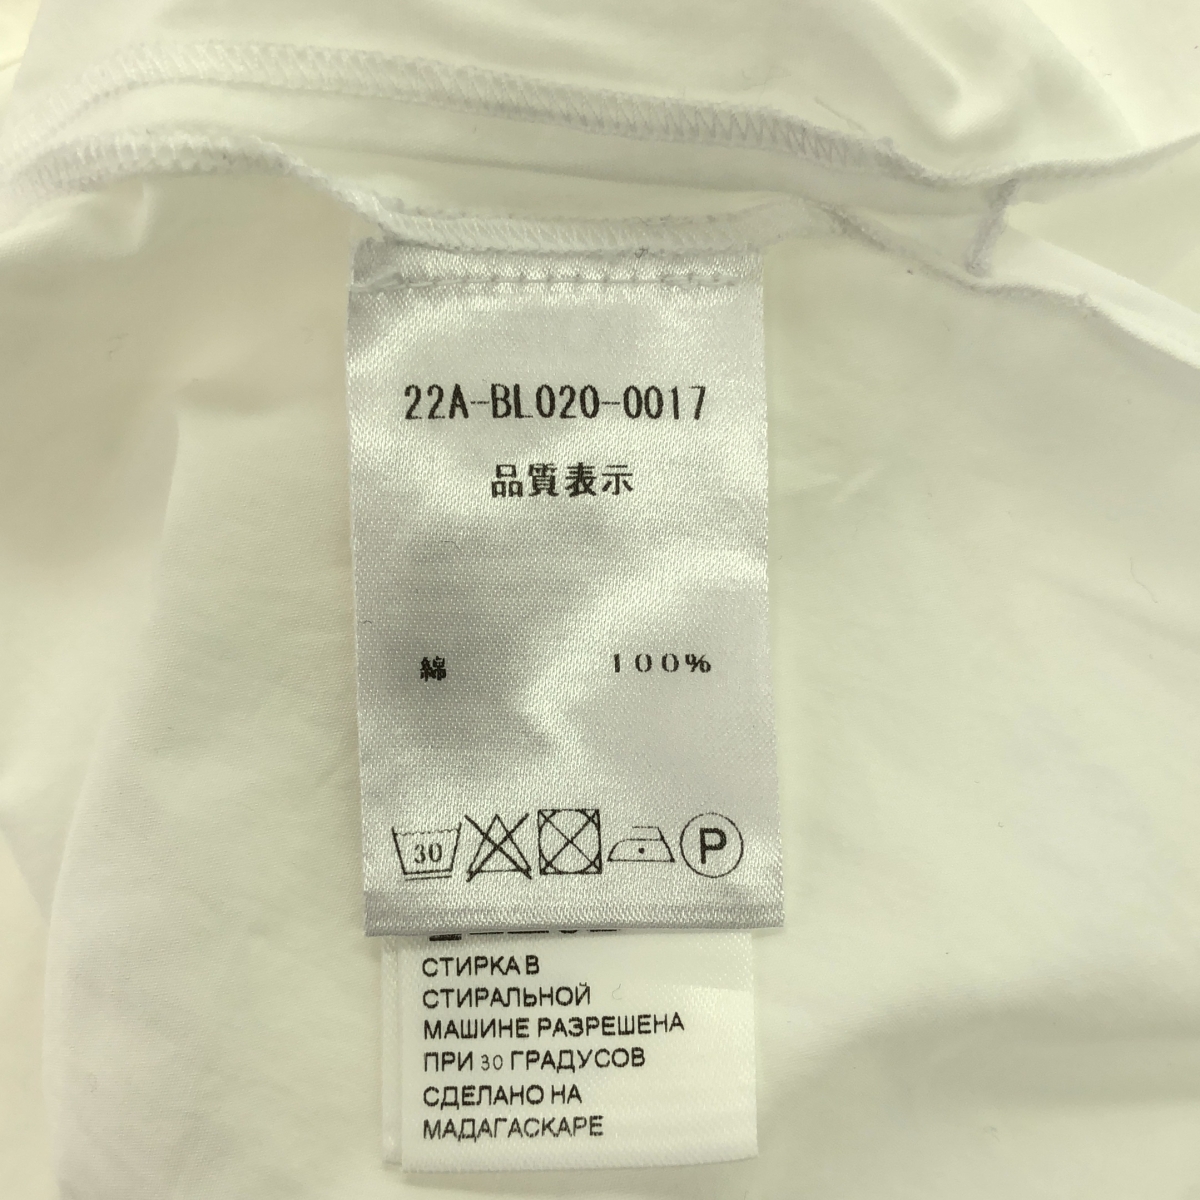 22A-BL020-0017
品質表示
綿 100%
30 P
СТИРКА В
СТИРАЛЬНОЙ
МАШИНЕ РАЗРЕШЕНА
ПРИ 30 ГРАДУСОВ
СДЕЛАНО НА
МАДАГАСКАРЕ